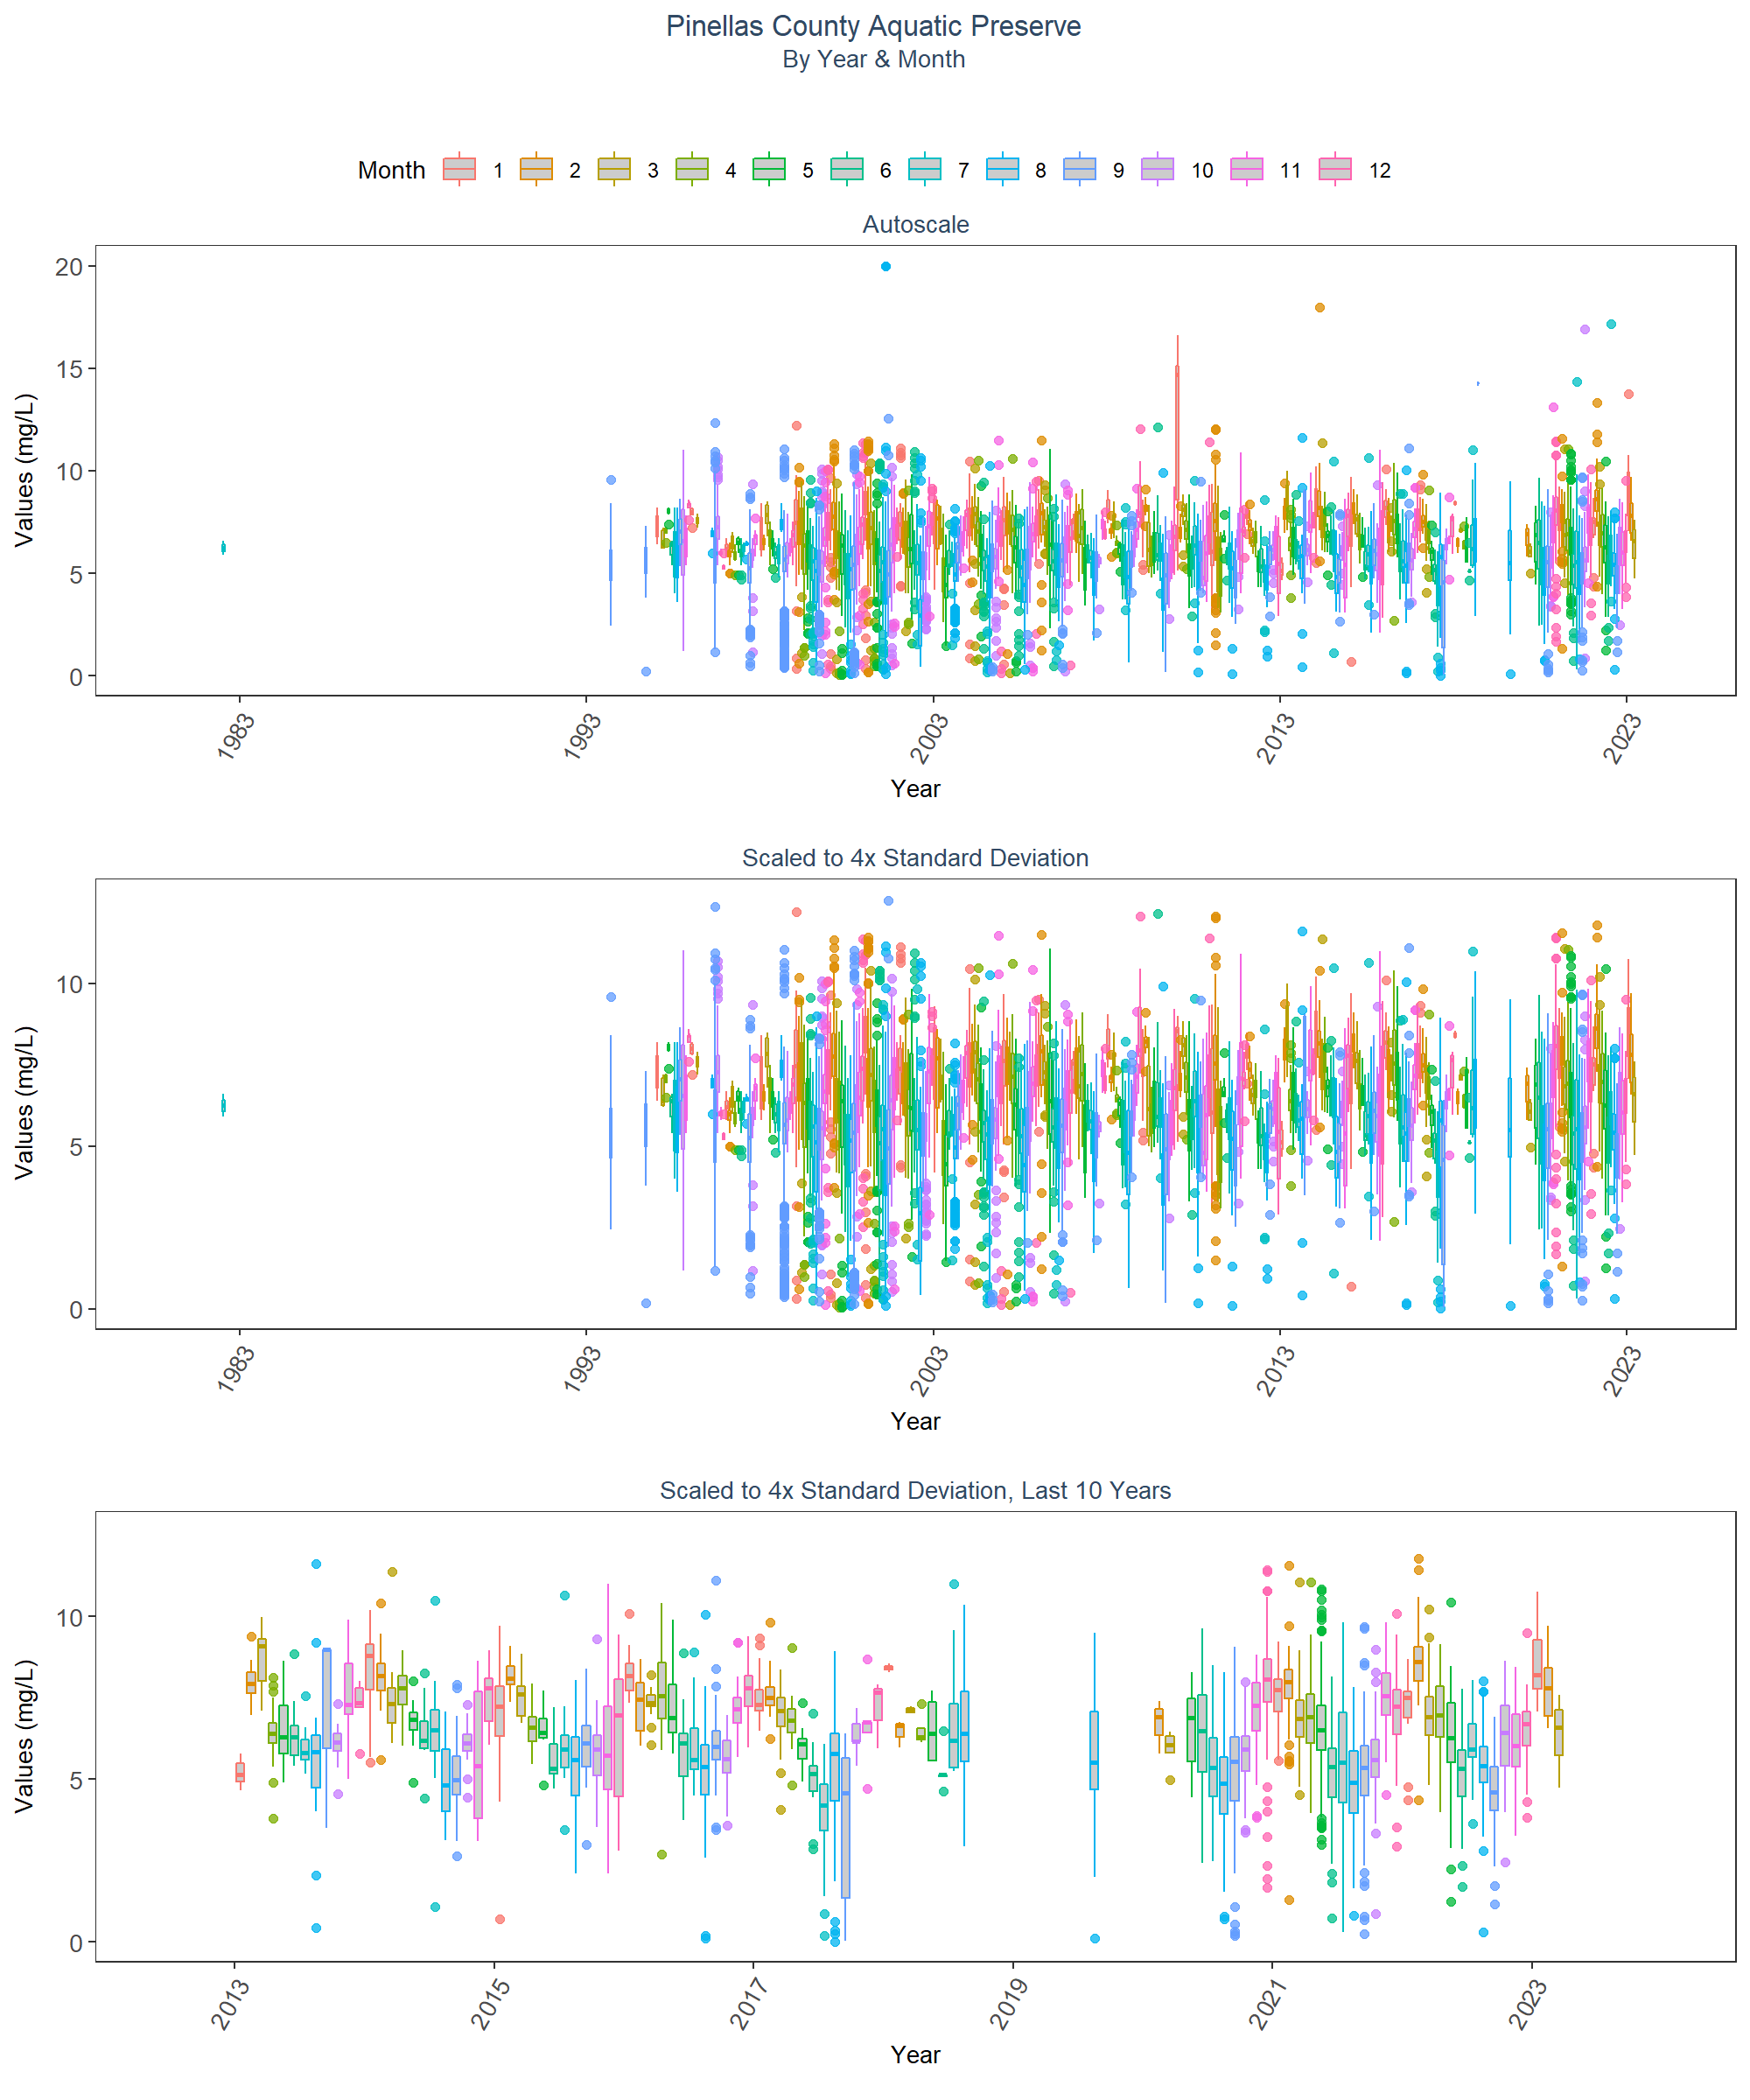 Pinellas County Aquatic Preserve
By Year & Month
Month 1 2 3 4 5 6 7 8 9 10 11 12
Autoscale
Values (mg/L)
20
15
10
5
0
1983 1993 2003 2013 2023
Year
Scaled to 4x Standard Deviation
Values (mg/L)
10
5
0
1983 1993 2003 2013 2023
Year
Scaled to 4x Standard Deviation, Last 10 Years
Values (mg/L)
10
5
0
2013 2015 2017 2019 2021 2023
Year